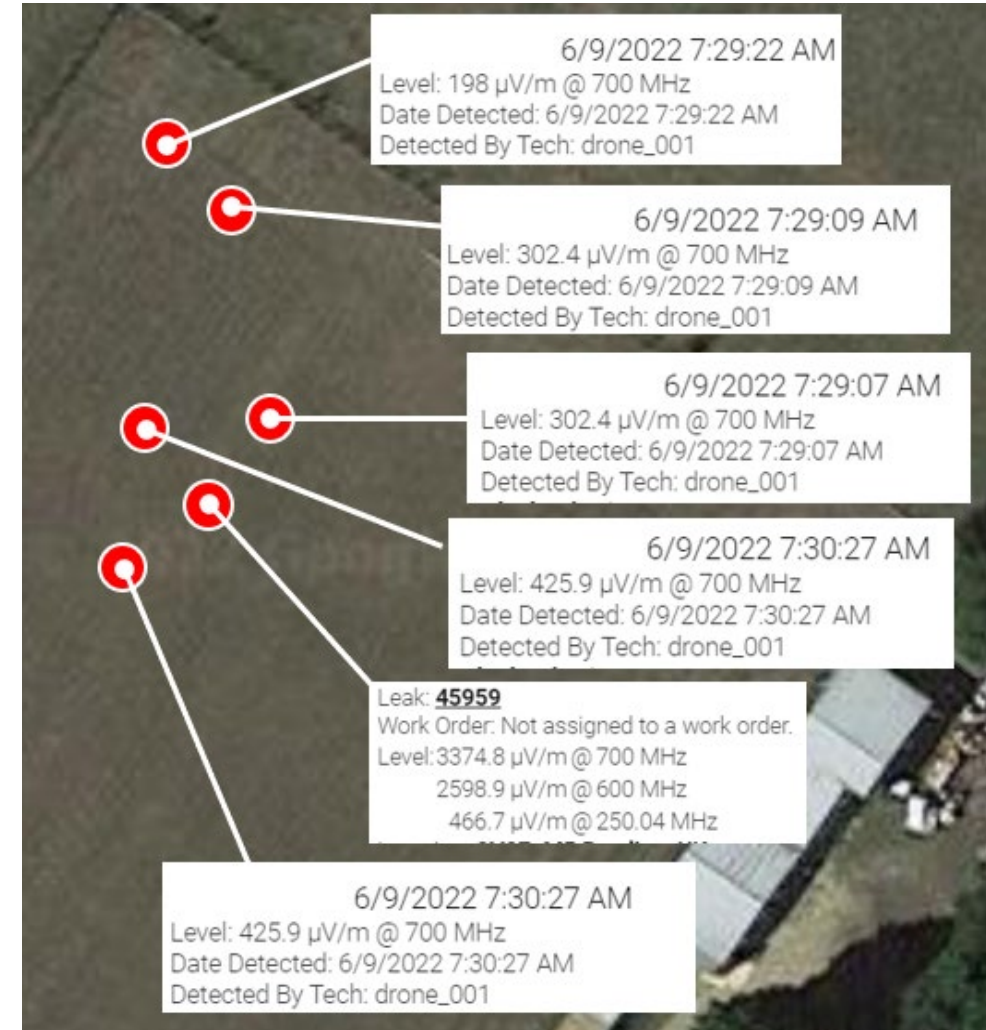 6/9/2022 7:29:22 AM
Level: 198 µV/m @ 700 MHz
Date Detected: 6/9/2022 7:29:22 AM
Detected By Tech: drone_001
6/9/2022 7:29:09 AM
Level: 302.4 µV/m @ 700 MHz
Date Detected: 6/9/2022 7:29:09 AM
Detected By Tech: drone_001
6/9/2022 7:29:07 AM
Level: 302.4 µV/m @ 700 MHz
Date Detected: 6/9/2022 7:29:07 AM
Detected By Tech: drone_001
6/9/2022 7:30:27 AM
Level: 425.9 µV/m @ 700 MHz
Date Detected: 6/9/2022 7:30:27 AM
Detected By Tech: drone_001
Leak: 45959
Work Order: Not assigned to a work order.
Level: 3374.8 µV/m @ 700 MHz
2598.9 µV/m @ 600 MHz
466.7 µV/m @ 250.04 MHz
6/9/2022 7:30:27 AM
Level: 425.9 µV/m @ 700 MHz
Date Detected: 6/9/2022 7:30:27 AM
Detected By Tech: drone_001